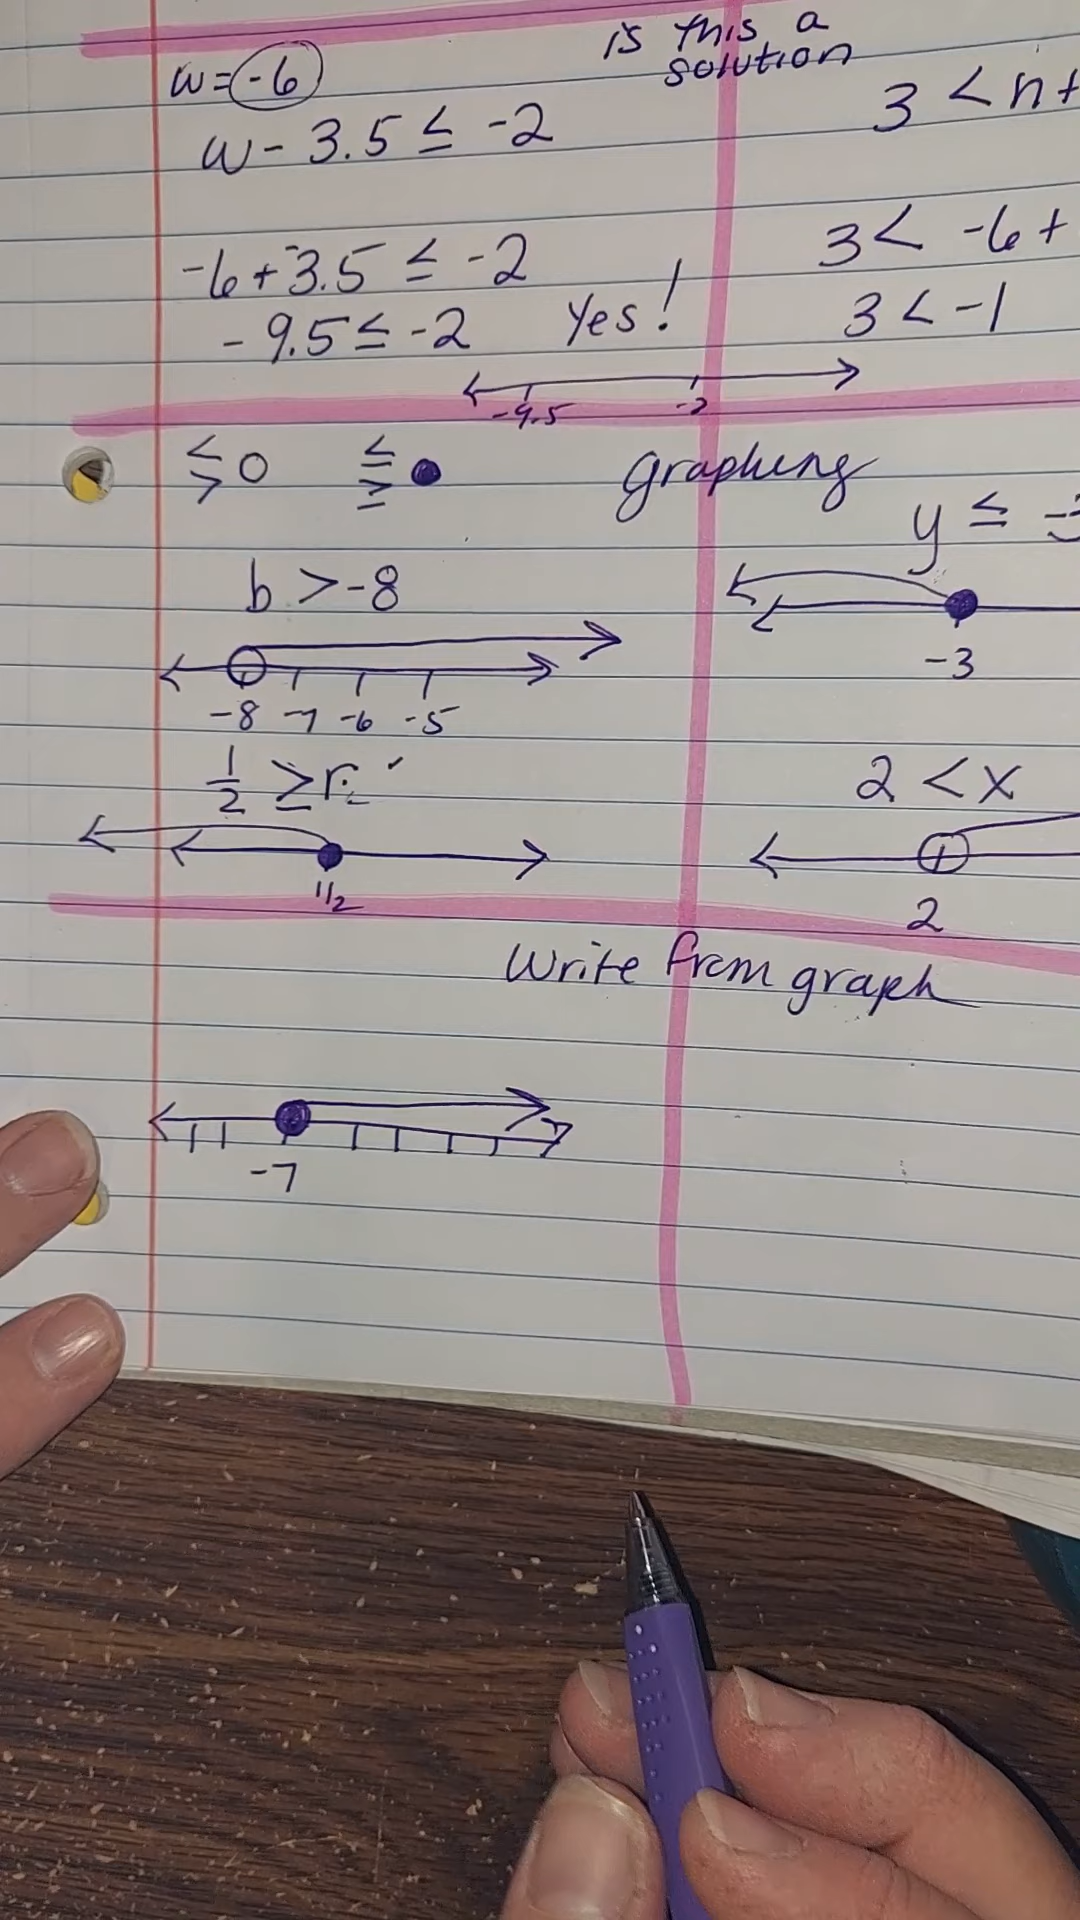 is this a
solution
w = -6
w - 3.5 ≤ -2
-6 + -3.5 ≤ -2
-9.5 ≤ -2 Yes!
-9.5 -2
3 < n +
3 < -6 +
3 < -1
< > ○ ≤ ≥ ●
graphing
b > -8
-8 -7 -6 -5
y ≤ -3
-3
1/2 ≥ r
1/2
2 < x
2
Write from graph
-7